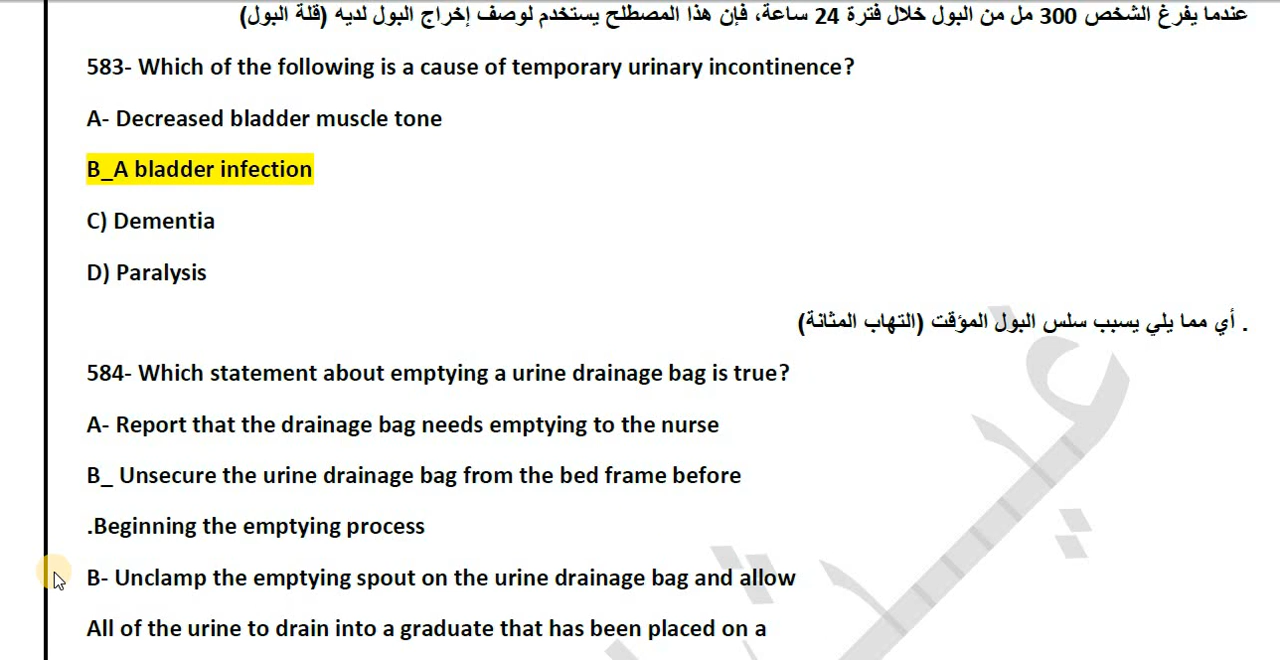 عندما يفرغ الشخص 300 مل من البول خلال فترة 24 ساعة، فإن هذا المصطلح يستخدم لوصف إخراج البول لديه (قلة البول)
583- Which of the following is a cause of temporary urinary incontinence?
A- Decreased bladder muscle tone
B_A bladder infection
C) Dementia
D) Paralysis
. أي مما يلي يسبب سلس البول المؤقت (التهاب المثانة)
584- Which statement about emptying a urine drainage bag is true?
A- Report that the drainage bag needs emptying to the nurse
B_ Unsecure the urine drainage bag from the bed frame before
.Beginning the emptying process
B- Unclamp the emptying spout on the urine drainage bag and allow
All of the urine to drain into a graduate that has been placed on a